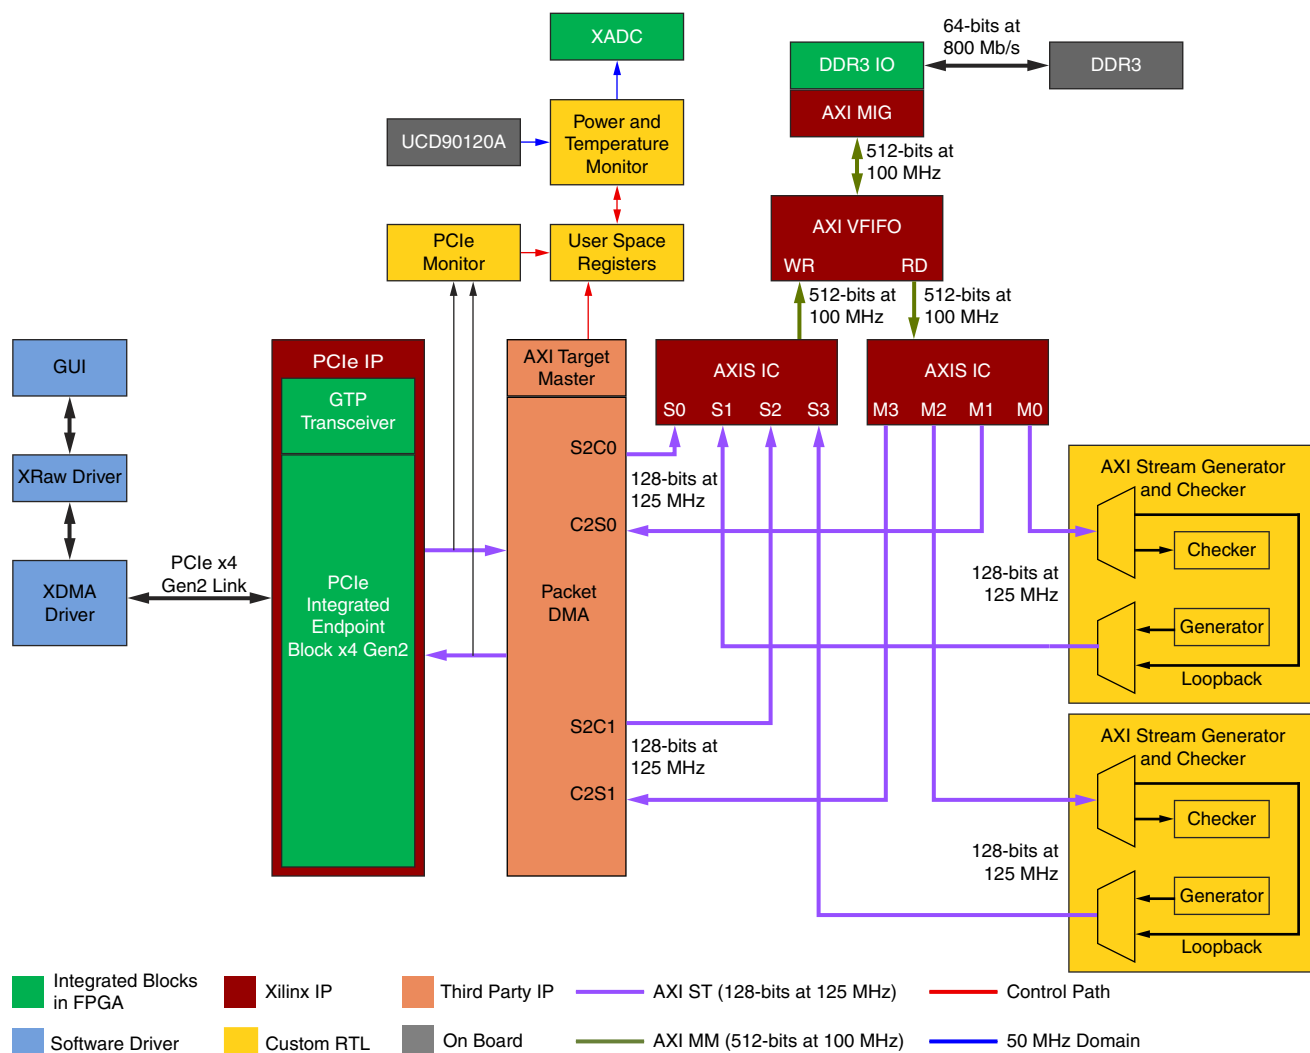 XADC
64-bits at
800 Mb/s
DDR3 IO
DDR3
AXI MIG
UCD90120A
Power and
Temperature
Monitor
512-bits at
100 MHz
AXI VFIFO
WR
RD
PCIe
Monitor
User Space
Registers
512-bits at
100 MHz
512-bits at
100 MHz
GUI
XRaw Driver
XDMA
Driver
PCIe x4
Gen2 Link
PCIe IP
GTP
Transceiver
PCIe
Integrated
Endpoint
Block x4 Gen2
AXI Target
Master
S2C0
C2S0
Packet
DMA
S2C1
C2S1
128-bits at
125 MHz
128-bits at
125 MHz
AXIS IC
S0
S1
S2
S3
AXIS IC
M3
M2
M1
M0
AXI Stream Generator
and Checker
Checker
128-bits at
125 MHz
Generator
Loopback
AXI Stream Generator
and Checker
Checker
128-bits at
125 MHz
Generator
Loopback
Integrated Blocks
in FPGA
Xilinx IP
Third Party IP
AXI ST (128-bits at 125 MHz)
Control Path
Software Driver
Custom RTL
On Board
AXI MM (512-bits at 100 MHz)
50 MHz Domain